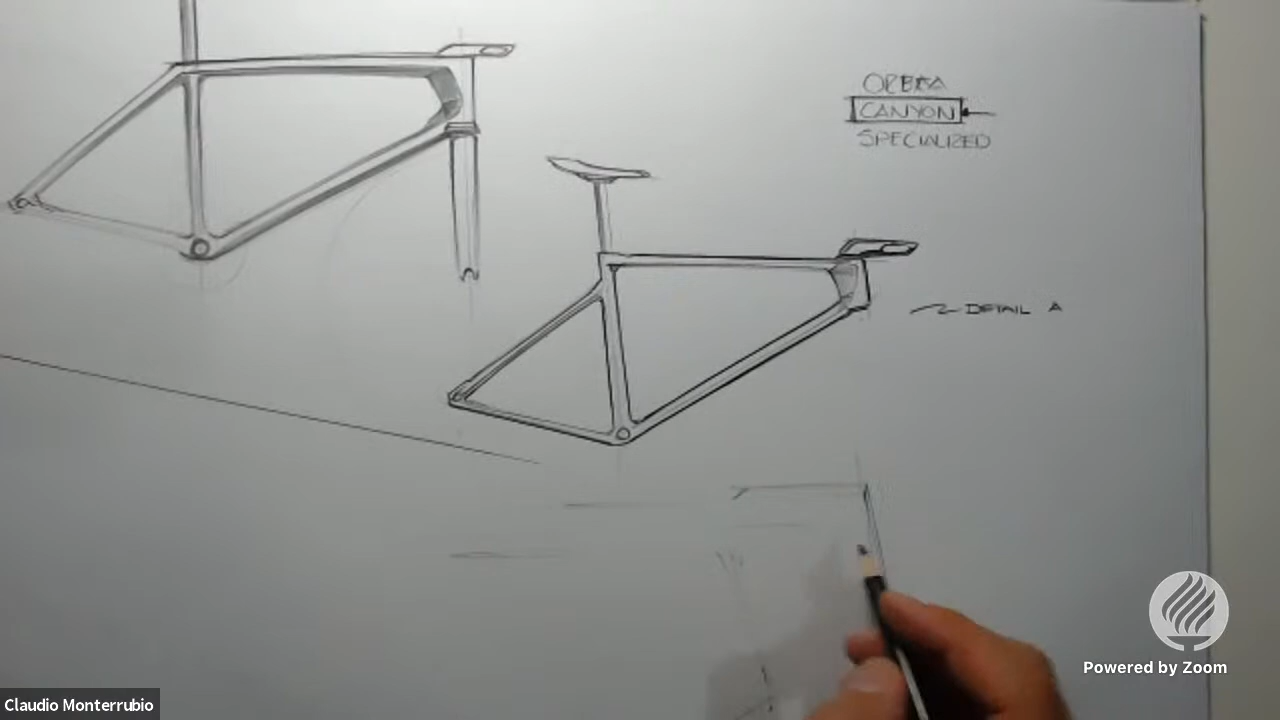 ORBEA
CANYON
SPECIALIZED
DETAIL A
Powered by Zoom
Claudio Monterrubio